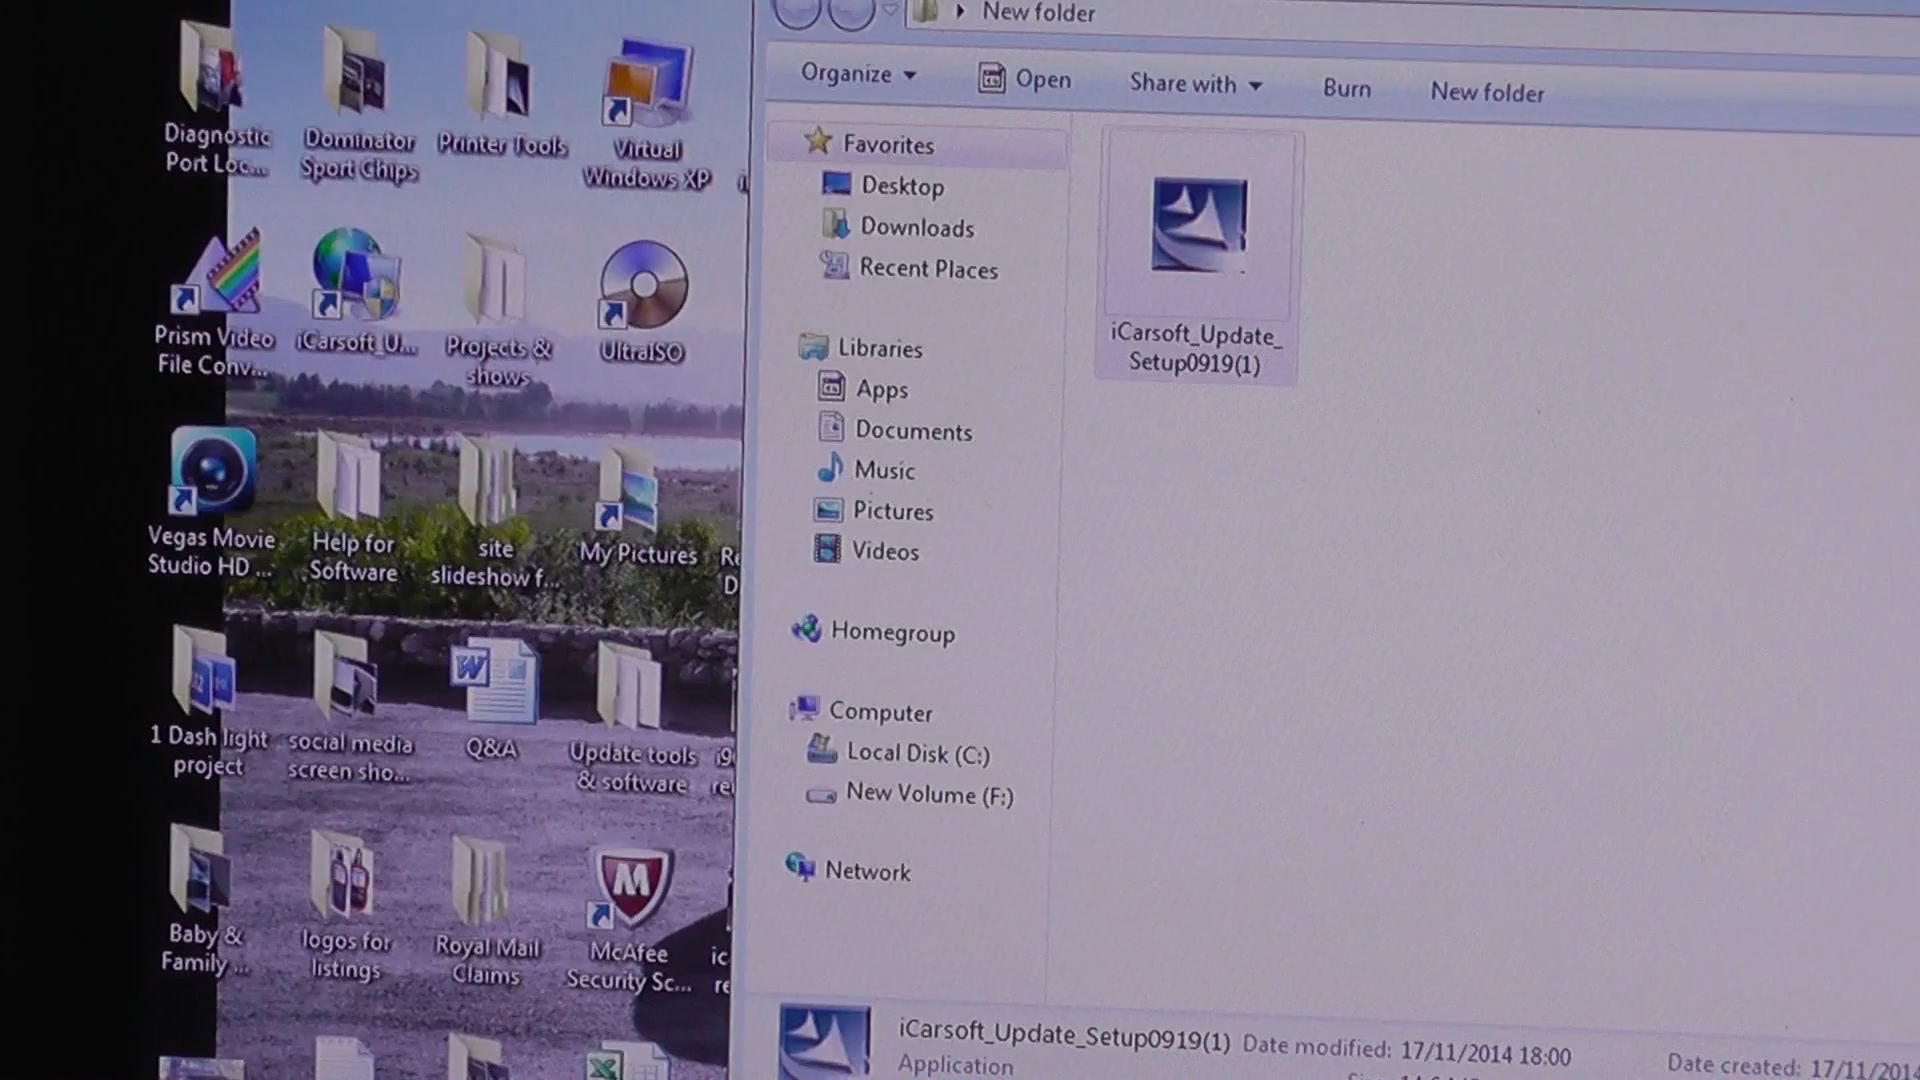 New folder
Organize
Open
Share with
Burn
New folder
Diagnostic
Port Loc...
Dominator
Sport Chips
Printer Tools
Virtual
Windows XP
Prism Video
File Conv...
iCarsoft_U...
Projects &
shows
UltraISO
Vegas Movie
Studio HD ...
Help for
Software
site
slideshow f...
My Pictures
1 Dash light
project
social media
screen sho...
Q&A
Update tools
& software
Baby &
Family ...
logos for
listings
Royal Mail
Claims
McAfee
Security Sc...
Favorites
Desktop
Downloads
Recent Places
Libraries
Apps
Documents
Music
Pictures
Videos
Homegroup
Computer
Local Disk (C:)
New Volume (F:)
Network
iCarsoft_Update_
Setup0919(1)
iCarsoft_Update_Setup0919(1) Date modified: 17/11/2014 18:00 Date created: 17/11/2014
Application